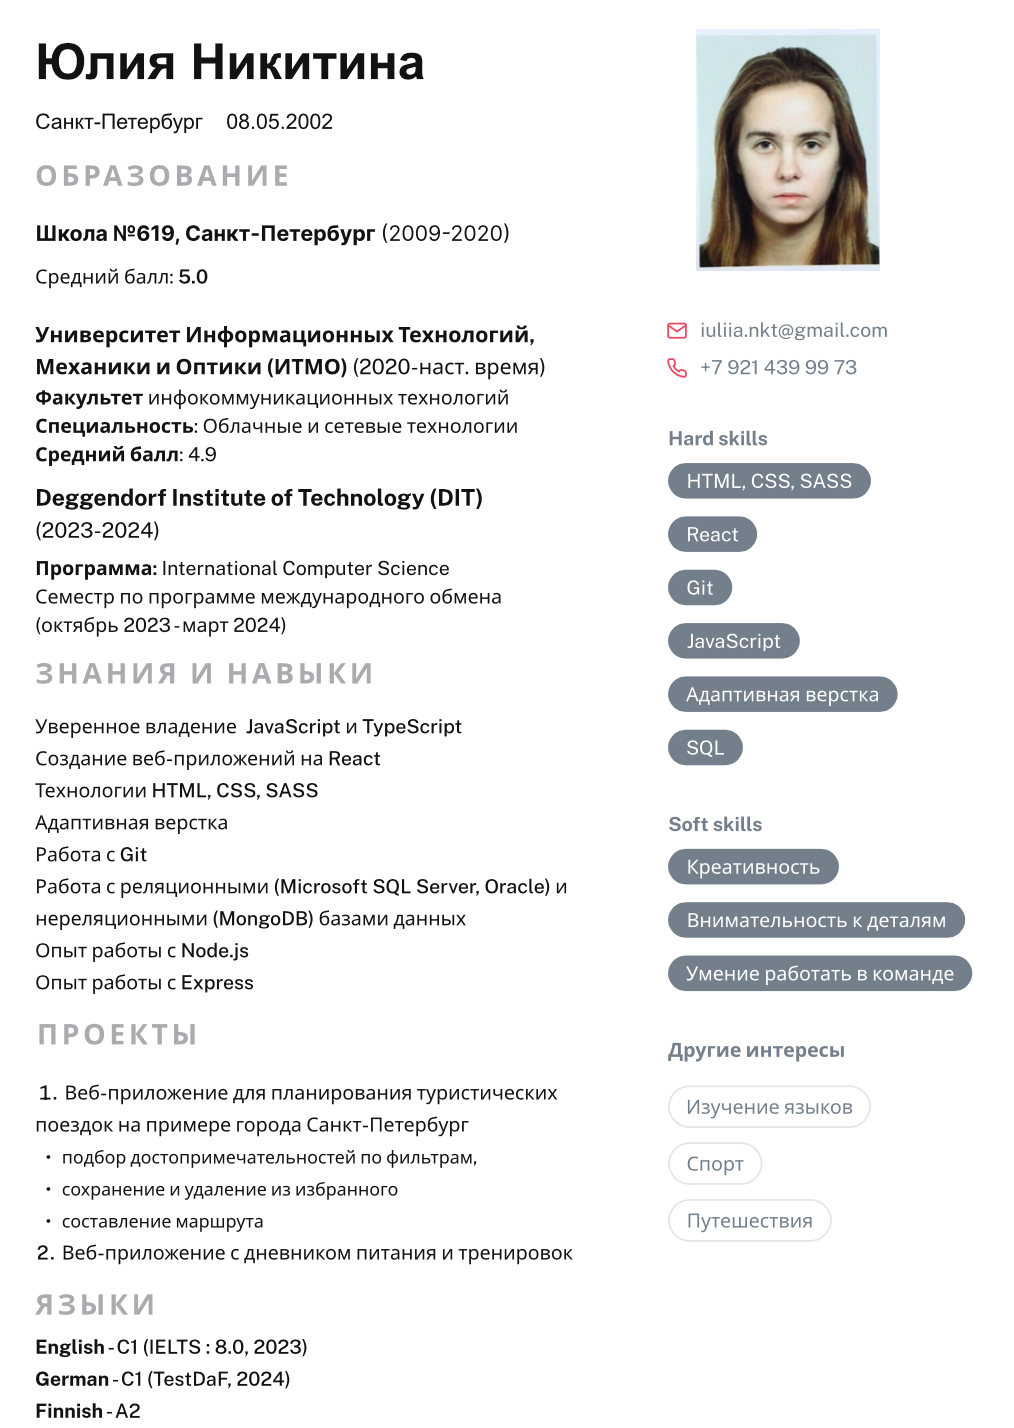 Юлия Никитина
Санкт-Петербург 08.05.2002
ОБРАЗОВАНИЕ
Школа №619, Санкт-Петербург (2009-2020)
Средний балл: 5.0
Университет Информационных Технологий,
Механики и Оптики (ИТМО) (2020-наст. время)
Факультет инфокоммуникационных технологий
Специальность: Облачные и сетевые технологии
Средний балл: 4.9
Deggendorf Institute of Technology (DIT)
(2023-2024)
Программа: International Computer Science
Семестр по программе международного обмена
(октябрь 2023 - март 2024)
ЗНАНИЯ И НАВЫКИ
Уверенное владение JavaScript и TypeScript
Создание веб-приложений на React
Технологии HTML, CSS, SASS
Адаптивная верстка
Работа с Git
Работа с реляционными (Microsoft SQL Server, Oracle) и
нереляционными (MongoDB) базами данных
Опыт работы с Node.js
Опыт работы с Express
ПРОЕКТЫ
1. Веб-приложение для планирования туристических
поездок на примере города Санкт-Петербург
• подбор достопримечательностей по фильтрам,
• сохранение и удаление из избранного
• составление маршрута
2. Веб-приложение с дневником питания и тренировок
ЯЗЫКИ
English - C1 (IELTS : 8.0, 2023)
German - C1 (TestDaF, 2024)
Finnish - A2
iuliia.nkt@gmail.com
+7 921 439 99 73
Hard skills
HTML, CSS, SASS
React
Git
JavaScript
Адаптивная верстка
SQL
Soft skills
Креативность
Внимательность к деталям
Умение работать в команде
Другие интересы
Изучение языков
Спорт
Путешествия